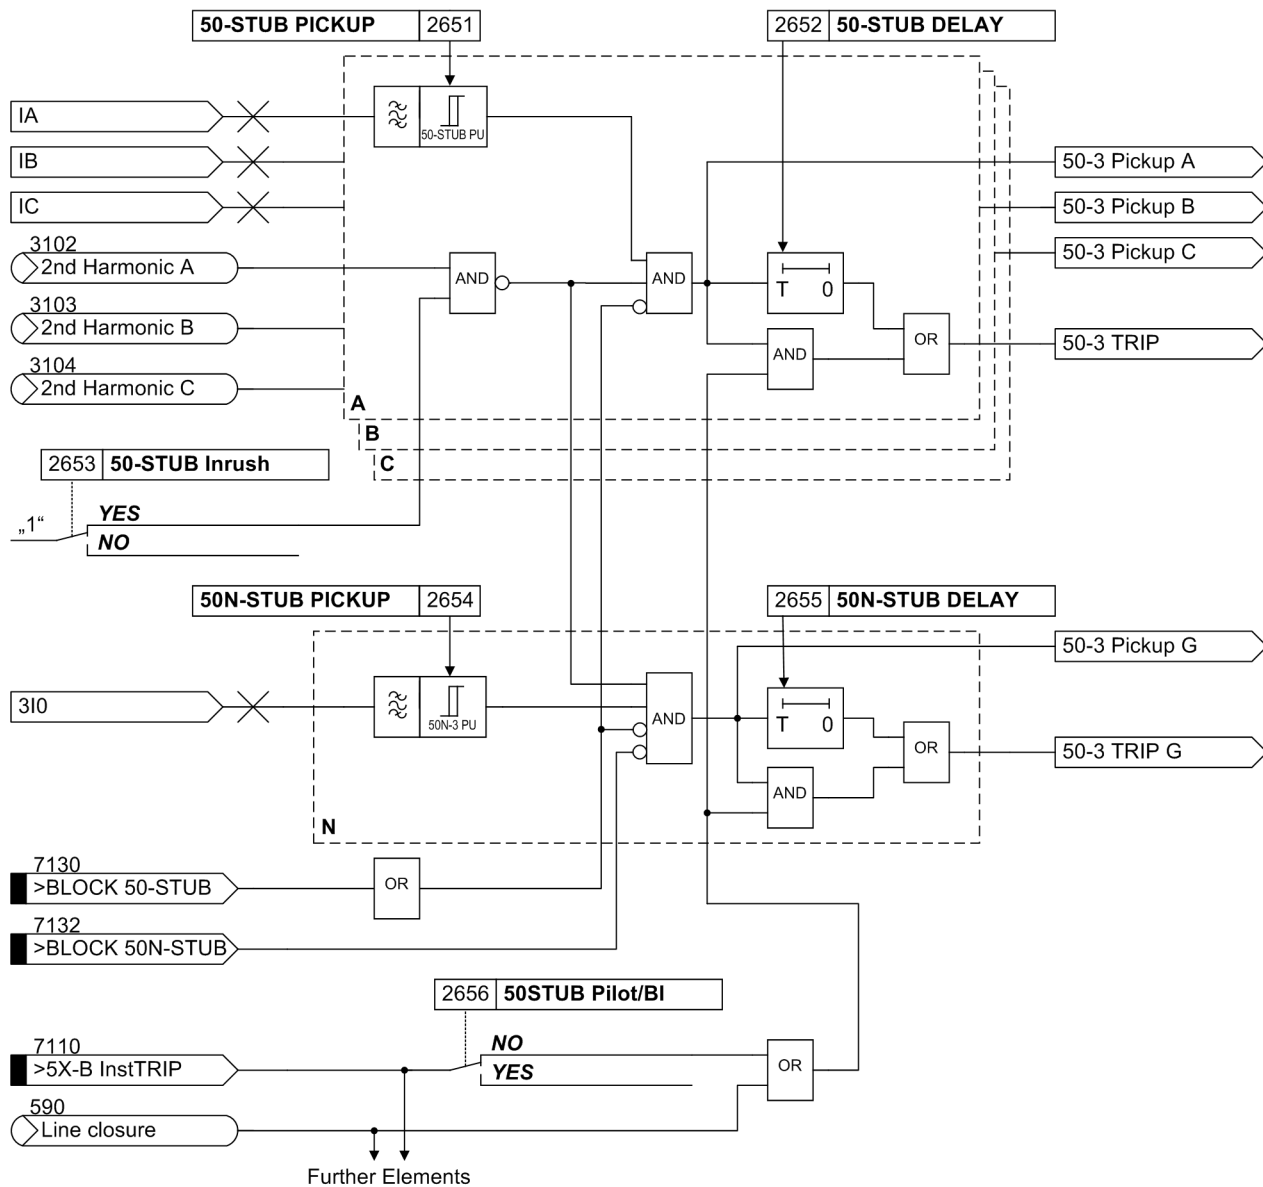 50-STUB PICKUP 2651
2652 50-STUB DELAY
IA
50-STUB PU
IB
50-3 Pickup A
IC
50-3 Pickup B
3102
2nd Harmonic A
50-3 Pickup C
AND
AND
T 0
3103
2nd Harmonic B
OR
50-3 TRIP
AND
3104
2nd Harmonic C
A
B
C
2653 50-STUB Inrush
„1“
YES
NO
50N-STUB PICKUP 2654
2655 50N-STUB DELAY
50-3 Pickup G
3I0
50N-3 PU
AND
T 0
OR
50-3 TRIP G
AND
N
7130
>BLOCK 50-STUB
OR
7132
>BLOCK 50N-STUB
2656 50STUB Pilot/BI
7110
>5X-B InstTRIP
NO
YES
OR
590
Line closure
Further Elements